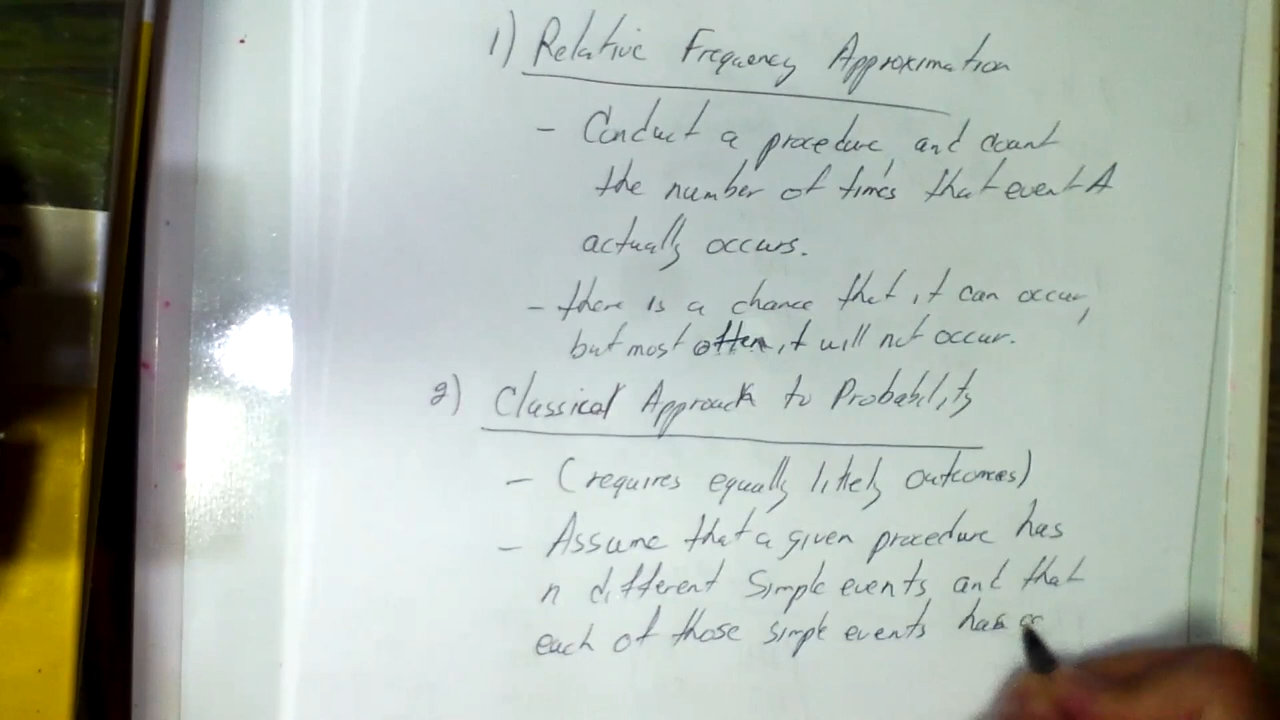 1) Relative Frequency Approximation
- Conduct a procedure, and count
the number of times that event A
actually occurs.
- there is a chance that it can occur,
but most often it will not occur.
2) Classical Approach to Probability
- (requires equally likely outcomes)
- Assume that a given procedure has
n different simple events and that
each of those simple events has